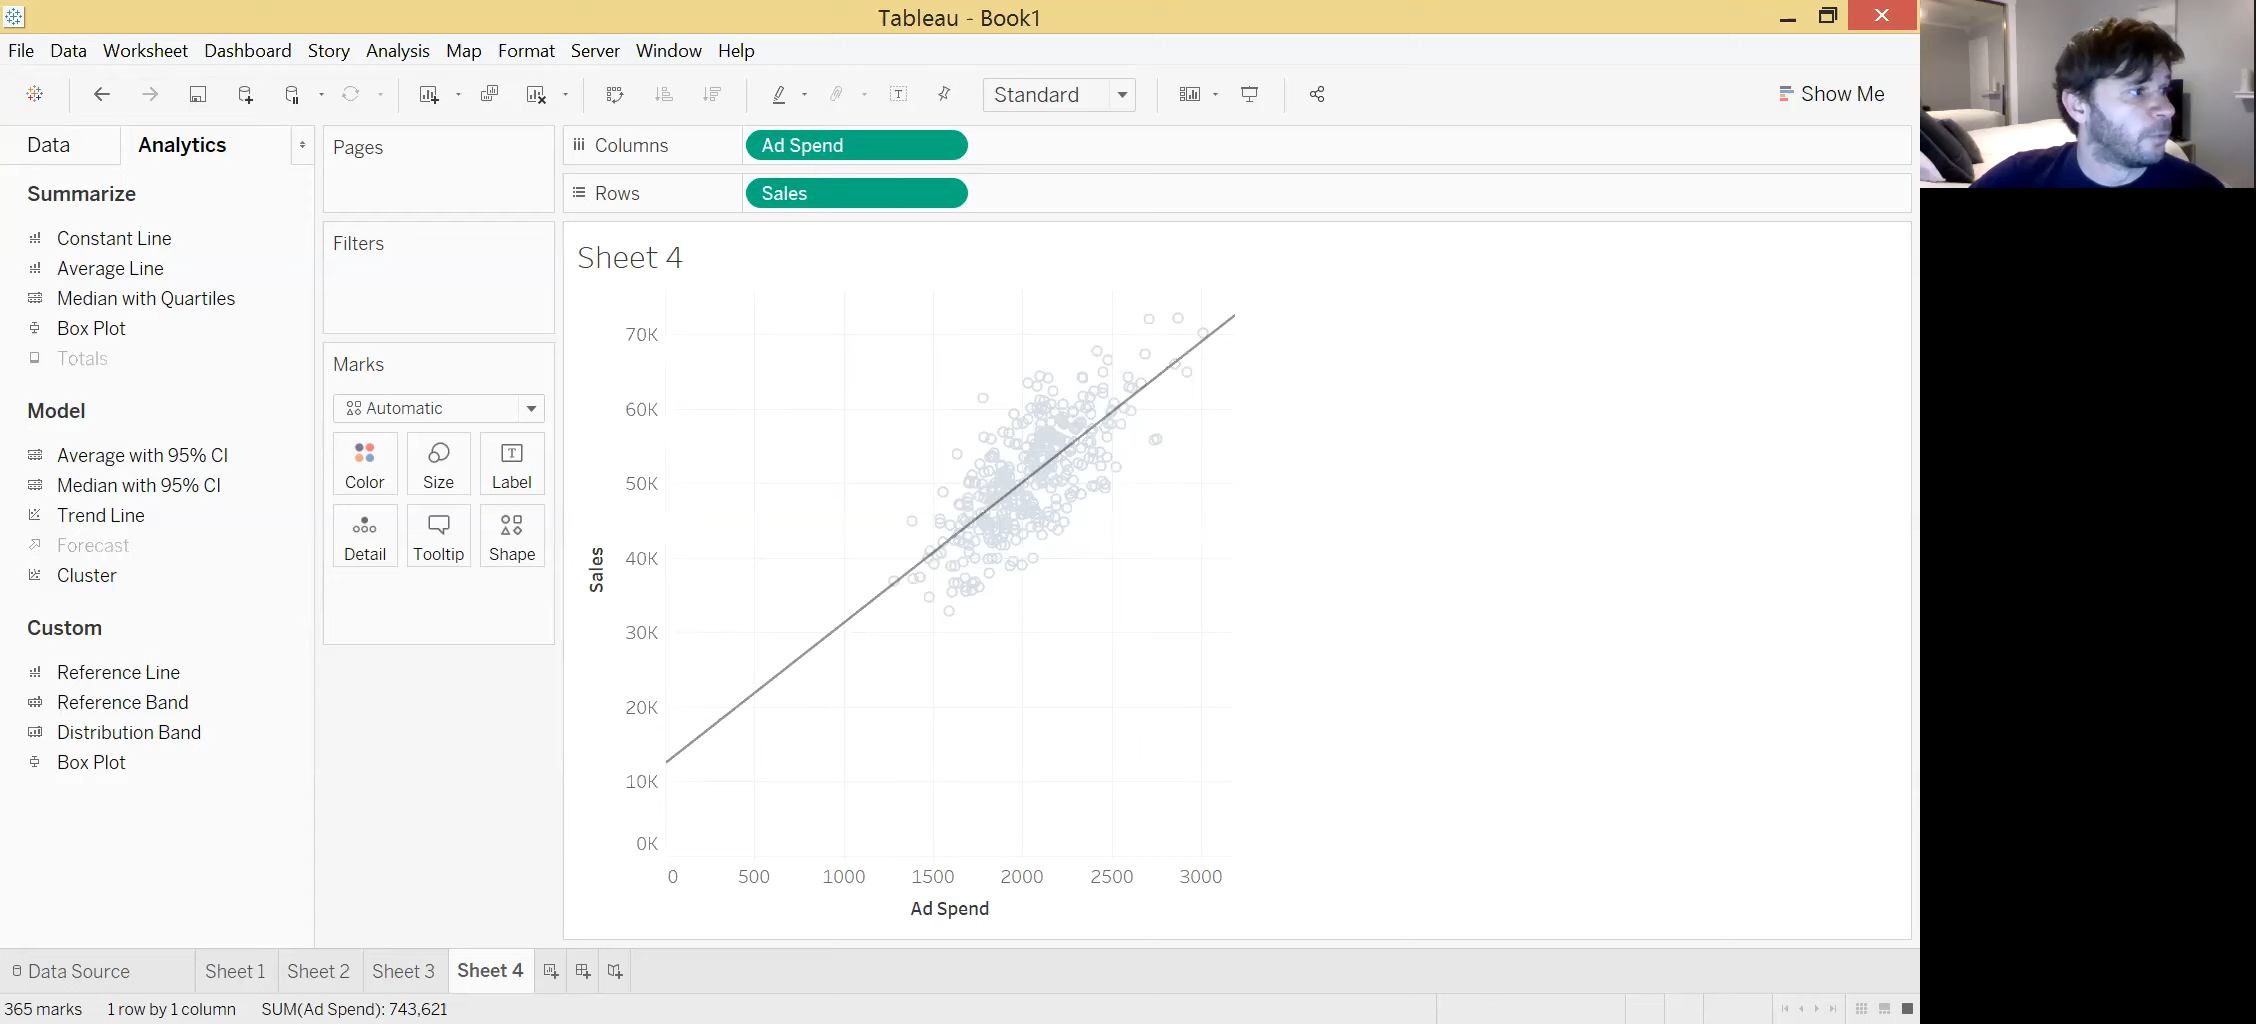 Tableau - Book1
File Data Worksheet Dashboard Story Analysis Map Format Server Window Help
Standard
Show Me
Data
Analytics
Summarize
Constant Line
Average Line
Median with Quartiles
Box Plot
Totals
Model
Average with 95% CI
Median with 95% CI
Trend Line
Forecast
Cluster
Custom
Reference Line
Reference Band
Distribution Band
Box Plot
Pages
Filters
Marks
Automatic
Color
Size
T
Label
Detail
Tooltip
Shape
Columns
Ad Spend
Rows
Sales
Sheet 4
70K
60K
50K
40K
30K
20K
10K
0K
Sales
0 500 1000 1500 2000 2500 3000
Ad Spend
Data Source
Sheet 1
Sheet 2
Sheet 3
Sheet 4
365 marks
1 row by 1 column
SUM(Ad Spend): 743,621